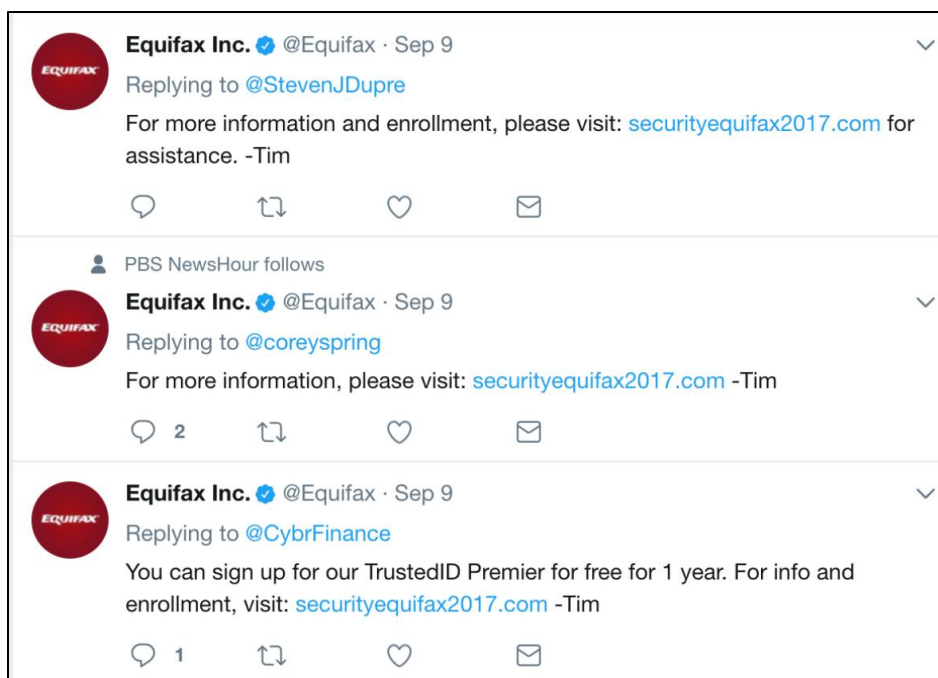 EQUIFAX
Equifax Inc. @Equifax · Sep 9
Replying to @StevenJDupre
For more information and enrollment, please visit: securityequifax2017.com for
assistance. -Tim
PBS NewsHour follows
EQUIFAX
Equifax Inc. @Equifax · Sep 9
Replying to @coreyspring
For more information, please visit: securityequifax2017.com -Tim
2
EQUIFAX
Equifax Inc. @Equifax · Sep 9
Replying to @CybrFinance
You can sign up for our TrustedID Premier for free for 1 year. For info and
enrollment, visit: securityequifax2017.com -Tim
1